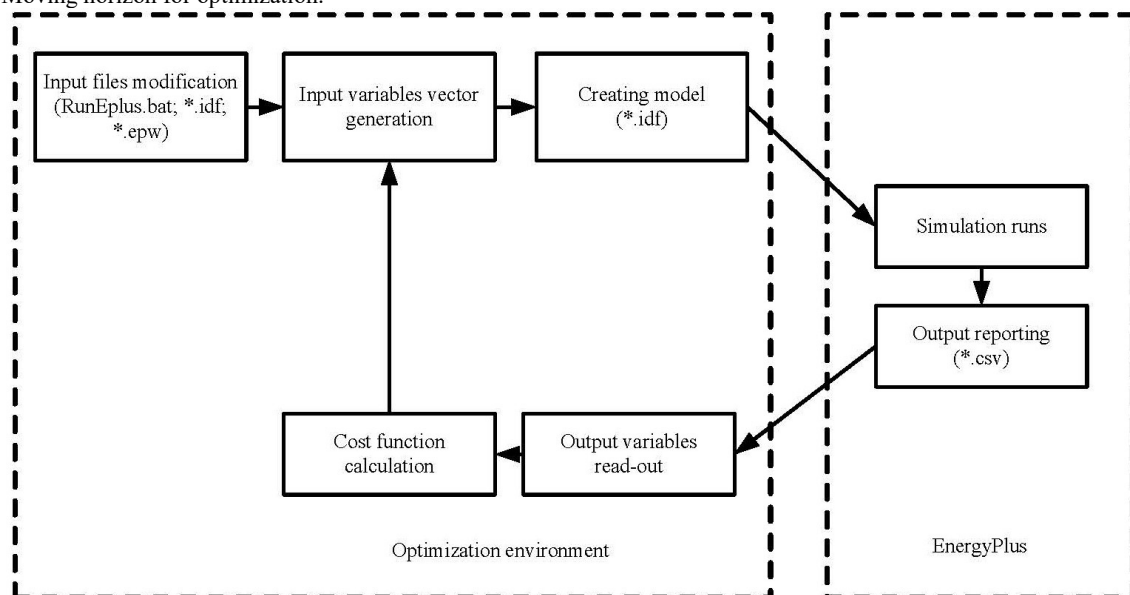 Moving horizon for optimization.
Input files modification
(RunEplus.bat; *.idf;
*.epw)
Input variables vector
generation
Creating model
(*.idf)
Simulation runs
Output reporting
(*.csv)
Cost function
calculation
Output variables
read-out
Optimization environment
EnergyPlus